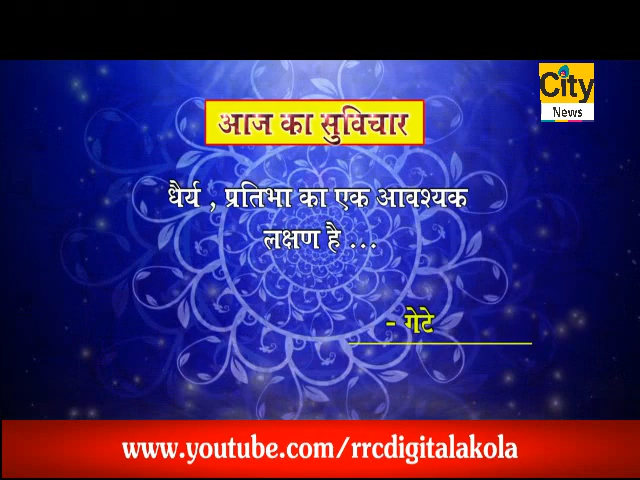 City
News
आज का सुविचार
धैर्य , प्रतिभा का एक आवश्यक
लक्षण है ...
- गेटे
www.youtube.com/rrcdigitalakola